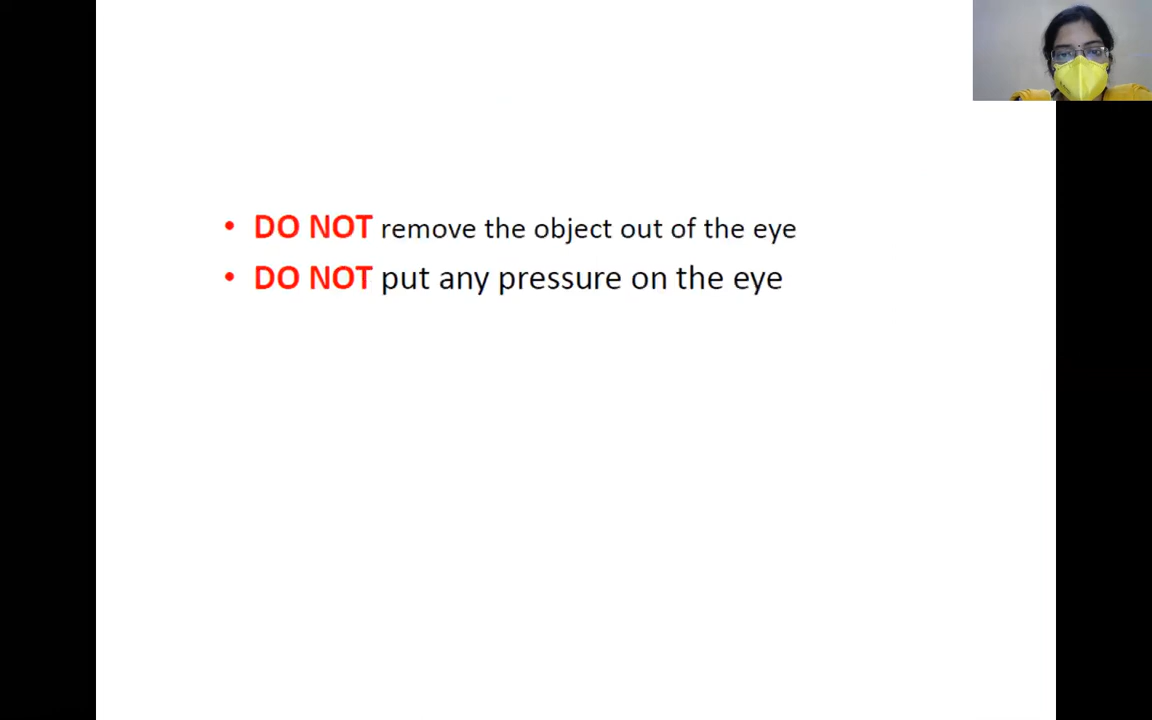 • DO NOT remove the object out of the eye
• DO NOT put any pressure on the eye